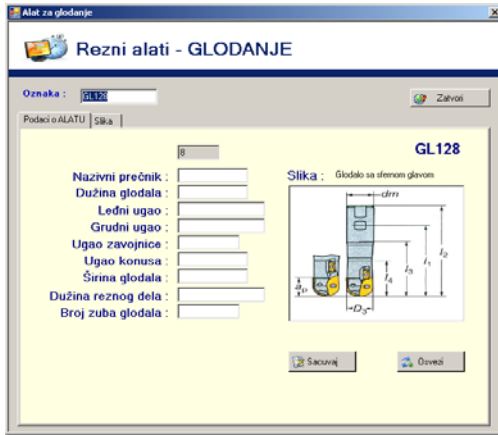 Alat za glodanje
Rezni alati - GLODANJE
Oznaka : GL128
Zatvori
Podaci o ALATU Slika
8
GL128
Nazivni prečnik :
Slika : Glodalo sa sfernom glavom
Dužina glodala :
Leđni ugao :
Grudni ugao :
Ugao zavojnice :
Ugao konusa :
Širina glodala :
Dužina reznog dela :
Broj zuba glodala :
dm
l2
l1
l3
l4
ap
D3
Sacuvaj
Osvezi